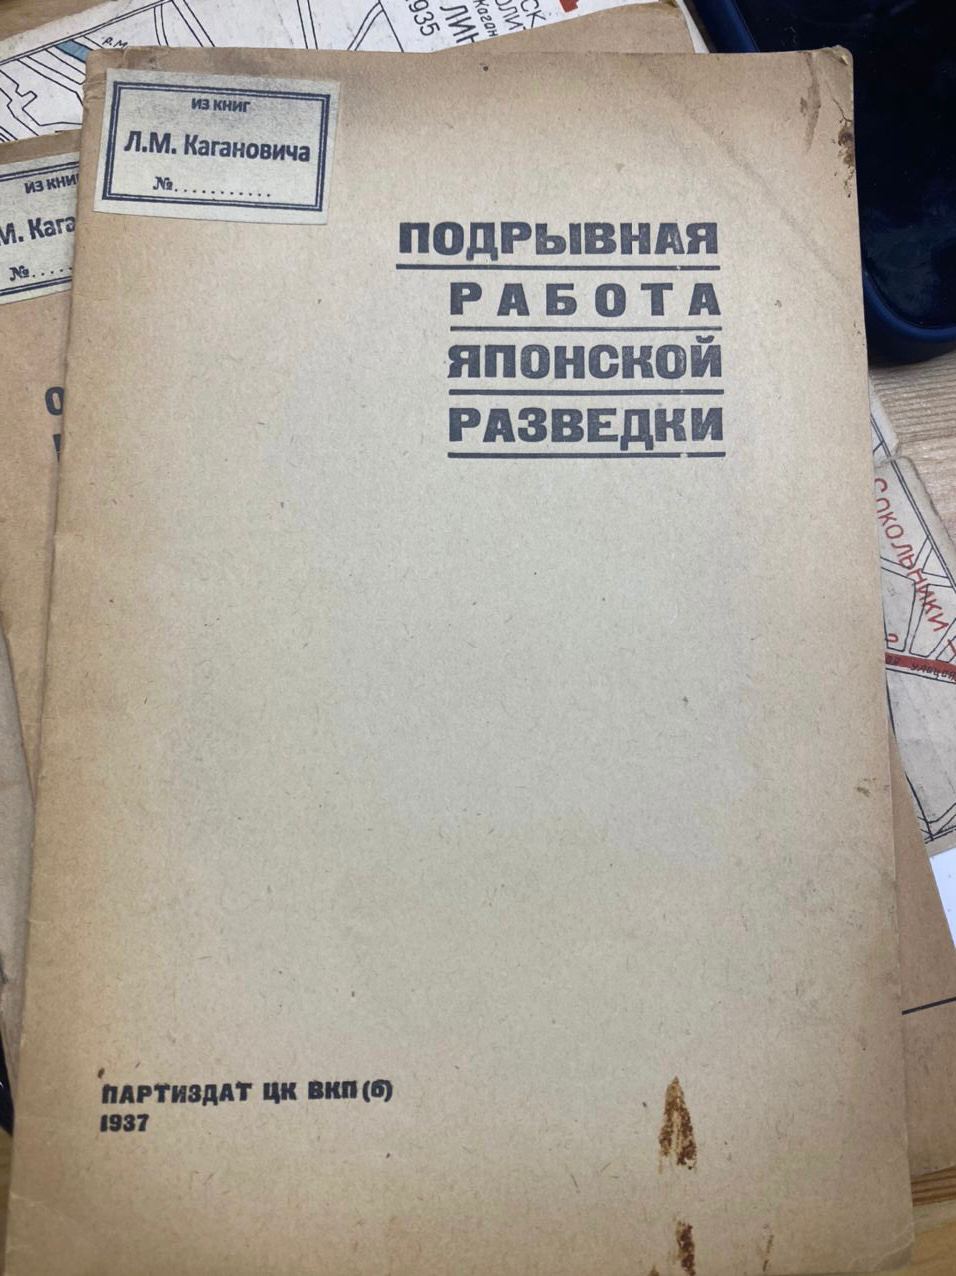 ИЗ КНИГ
Л.М. Кагановича
№...........
ПОДРЫВНАЯ
РАБОТА
ЯПОНСКОЙ
РАЗВЕДКИ
ПАРТИЗДАТ ЦК ВКП(б)
1937
ИЗ КНИ
М. Кага
№....
1935
СОКОЛЬНИКИ